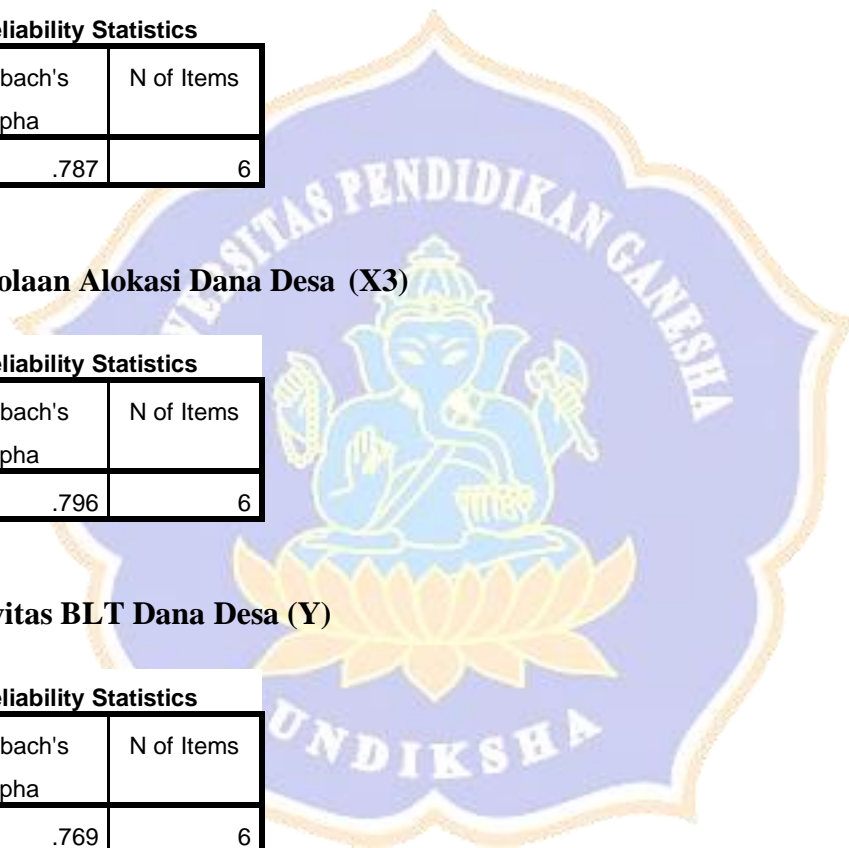 eliability Statistics
bach's N of Items
pha
.787 6
olaan Alokasi Dana Desa (X3)
eliability Statistics
bach's N of Items
pha
.796 6
vitas BLT Dana Desa (Y)
eliability Statistics
bach's N of Items
pha
.769 6
VERSITAS PENDIDIKAN GANESHA
UNDIKSHA